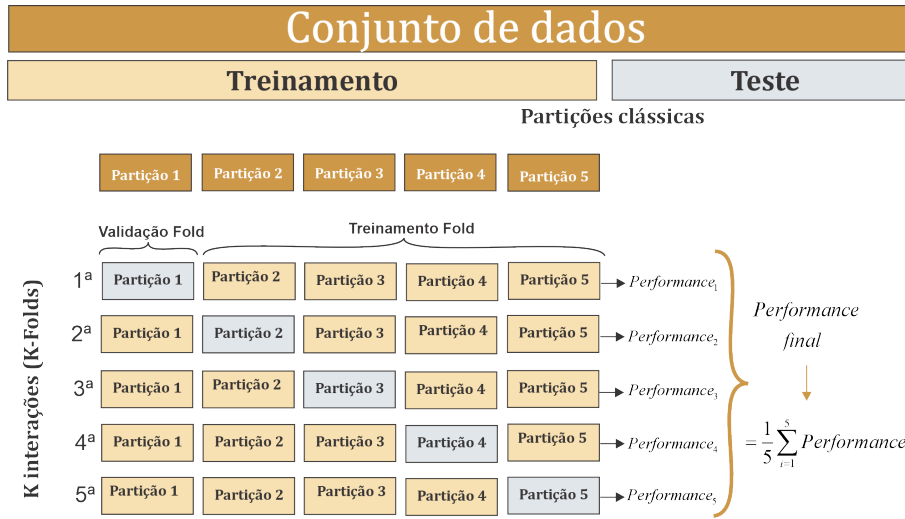 Conjunto de dados
Treinamento Teste
Partições clássicas
Partição 1 Partição 2 Partição 3 Partição 4 Partição 5
Validação Fold Treinamento Fold
K interações (K-Folds)
1ª Partição 1 Partição 2 Partição 3 Partição 4 Partição 5 Performance₁
2ª Partição 1 Partição 2 Partição 3 Partição 4 Partição 5 Performance₂
3ª Partição 1 Partição 2 Partição 3 Partição 4 Partição 5 Performance₃
4ª Partição 1 Partição 2 Partição 3 Partição 4 Partição 5 Performance₄
5ª Partição 1 Partição 2 Partição 3 Partição 4 Partição 5 Performance₅
Performance
final
= 1/5 ∑_{i=1}^{5} Performance